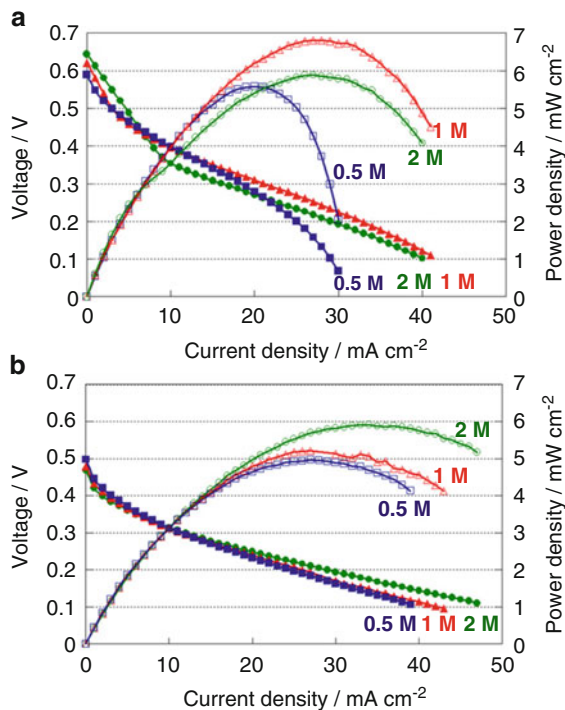 a
0.7
0.6
0.5
0.4
0.3
0.2
0.1
0
Voltage / V
7
6
5
4
3
2
1
0
Power density / mW cm-2
1 M
2 M
0.5 M
0.5 M 2 M 1 M
0 10 20 30 40 50
Current density / mA cm-2
b
0.7
0.6
0.5
0.4
0.3
0.2
0.1
0
Voltage / V
7
6
5
4
3
2
1
0
Power density / mW cm-2
2 M
1 M
0.5 M
0.5 M 1 M 2 M
0 10 20 30 40 50
Current density / mA cm-2